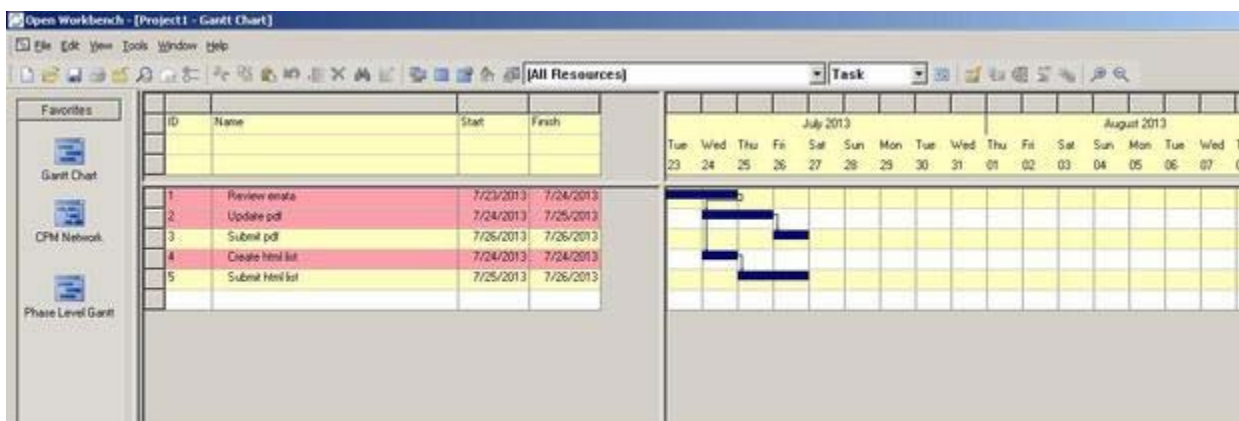 Open Workbench - [Project1 - Gantt Chart]
File Edit View Tools Window Help
(All Resources) Task
Favorites
Gantt Chart
CPM Network
Phase Level Gantt
ID Name Start Finish
July 2013 August 2013
Tue Wed Thu Fri Sat Sun Mon Tue Wed Thu Fri Sat Sun Mon Tue Wed
23 24 25 26 27 28 29 30 31 01 02 03 04 05 06 07
1 Review errata 7/23/2013 7/24/2013
2 Update pdf 7/24/2013 7/25/2013
3 Submit pdf 7/26/2013 7/26/2013
4 Create html list 7/24/2013 7/24/2013
5 Submit html list 7/25/2013 7/26/2013